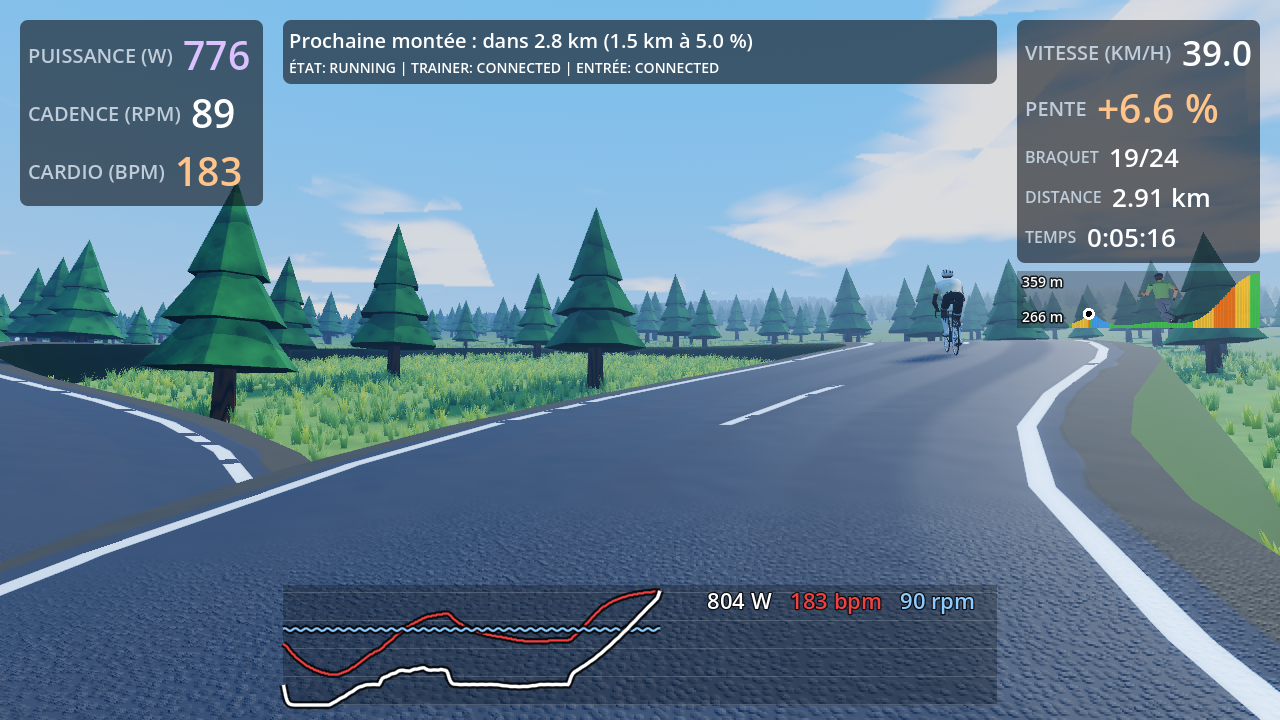 PUISSANCE (W) 776
CADENCE (RPM) 89
CARDIO (BPM) 183
Prochaine montée : dans 2.8 km (1.5 km à 5.0 %)
ÉTAT: RUNNING | TRAINER: CONNECTED | ENTRÉE: CONNECTED
VITESSE (KM/H) 39.0
PENTE +6.6 %
BRAQUET 19/24
DISTANCE 2.91 km
TEMPS 0:05:16
359 m
266 m
804 W 183 bpm 90 rpm